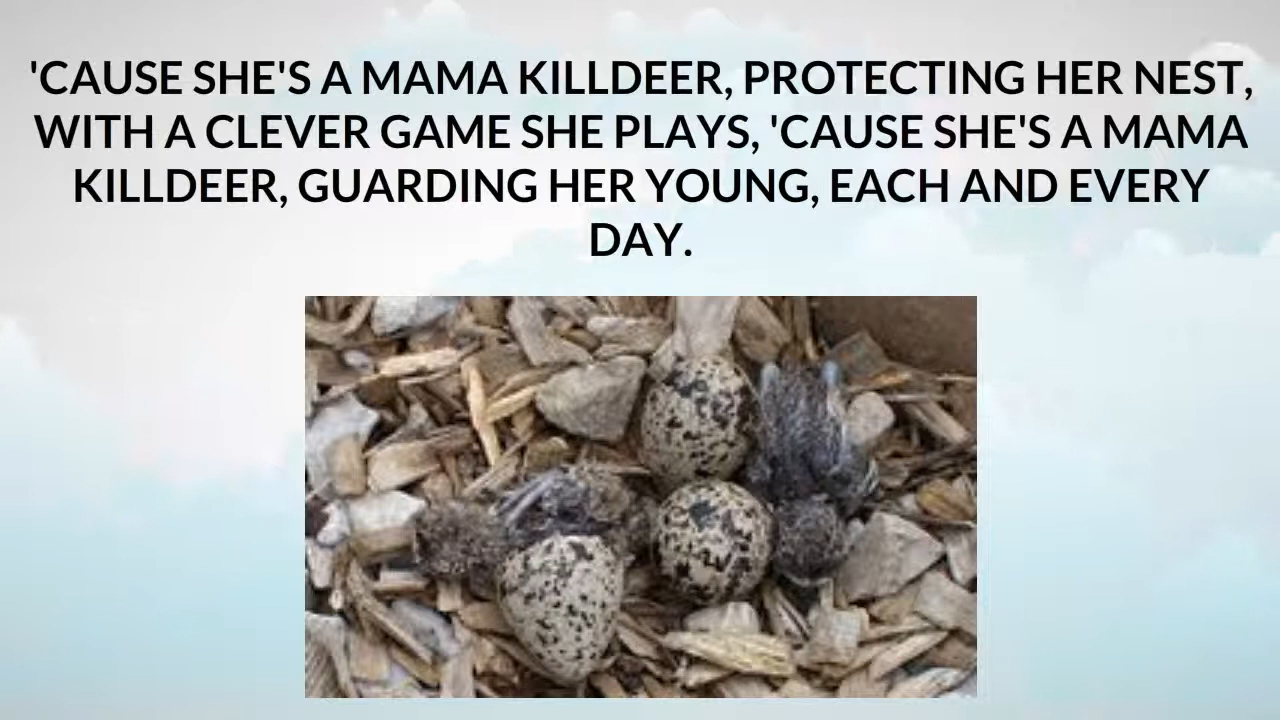 'CAUSE SHE'S A MAMA KILLDEER, PROTECTING HER NEST,
WITH A CLEVER GAME SHE PLAYS, 'CAUSE SHE'S A MAMA
KILLDEER, GUARDING HER YOUNG, EACH AND EVERY
DAY.